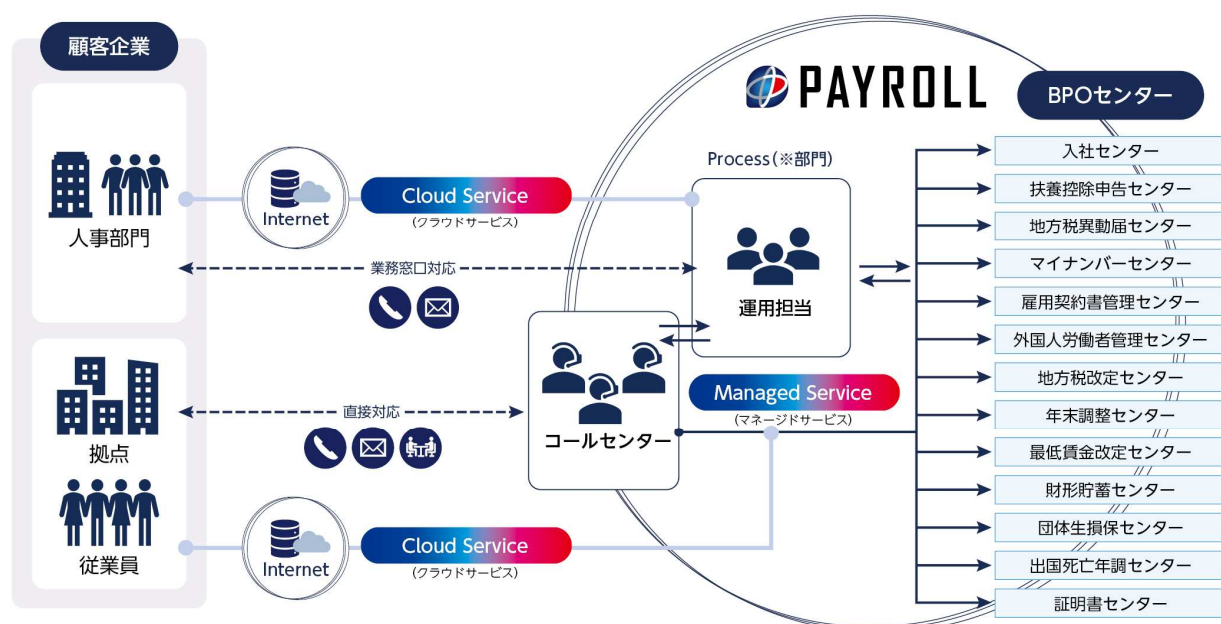 顧客企業
人事部門
Internet
Cloud Service
(クラウドサービス)
業務窓口対応
拠点
従業員
直接対応
Internet
Cloud Service
(クラウドサービス)
PAYROLL
Process(※部門)
運用担当
コールセンター
Managed Service
(マネージドサービス)
BPOセンター
入社センター
扶養控除申告センター
地方税異動届センター
マイナンバーセンター
雇用契約書管理センター
外国人労働者管理センター
地方税改定センター
年末調整センター
最低賃金改定センター
財形貯蓄センター
団体生損保センター
出国死亡年調センター
証明書センター